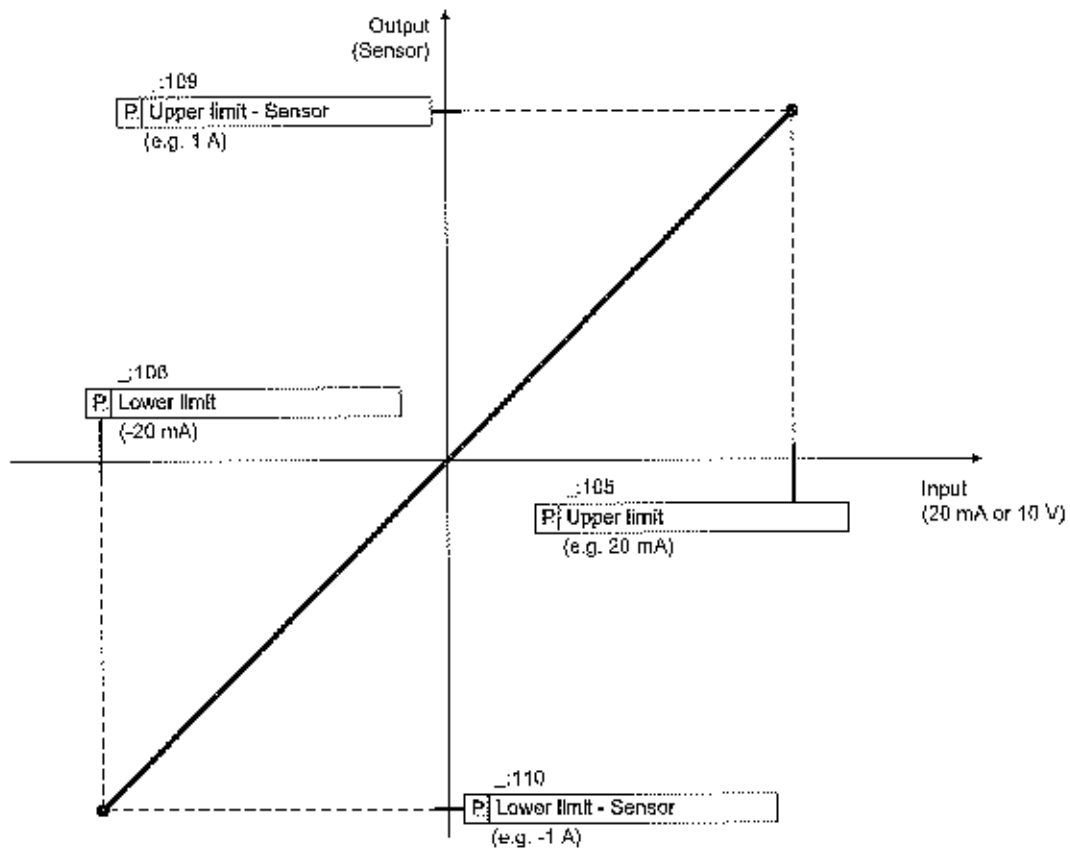 Output
(Sensor)
_:109
P Upper limit - Sensor
(e.g. 1 A)
_:106
P Lower limit
(-20 mA)
_:105
P Upper limit
(e.g. 20 mA)
Input
(20 mA or 10 V)
_:110
P Lower limit - Sensor
(e.g. -1 A)